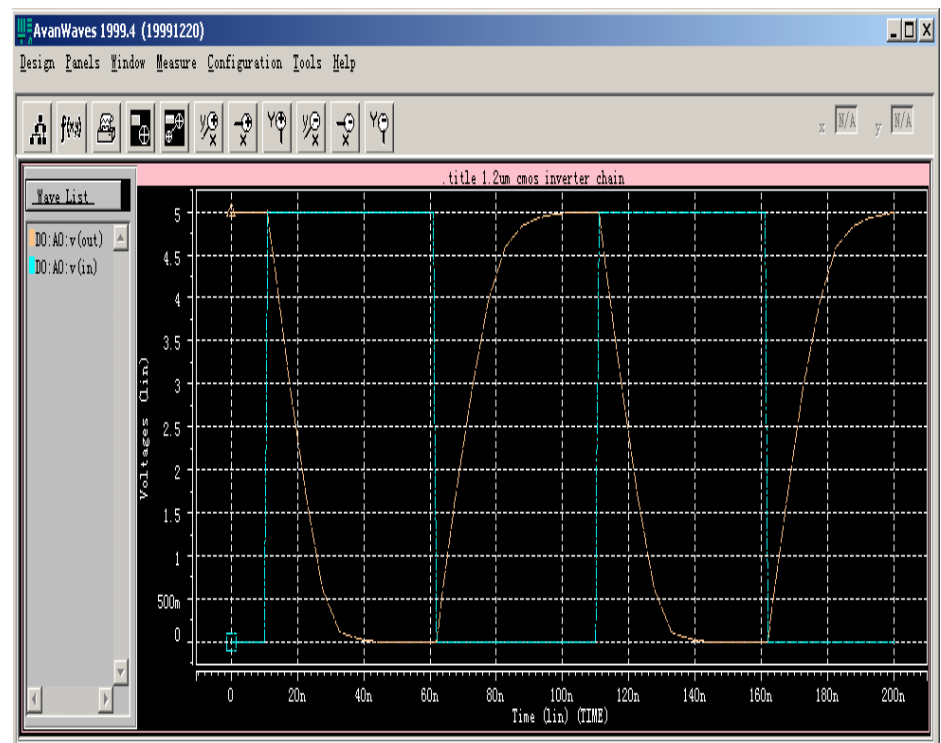 AvanWaves 1999.4 (19991220)
Design Panels Window Measure Configuration Tools Help
f(x)
x N/A y N/A
.title 1.2um cmos inverter chain
Wave List
D0:A0:v(out)
D0:A0:v(in)
Voltages (lin)
5
4.5
4
3.5
3
2.5
2
1.5
1
500m
0
0 20n 40n 60n 80n 100n 120n 140n 160n 180n 200n
Time (lin) (TIME)